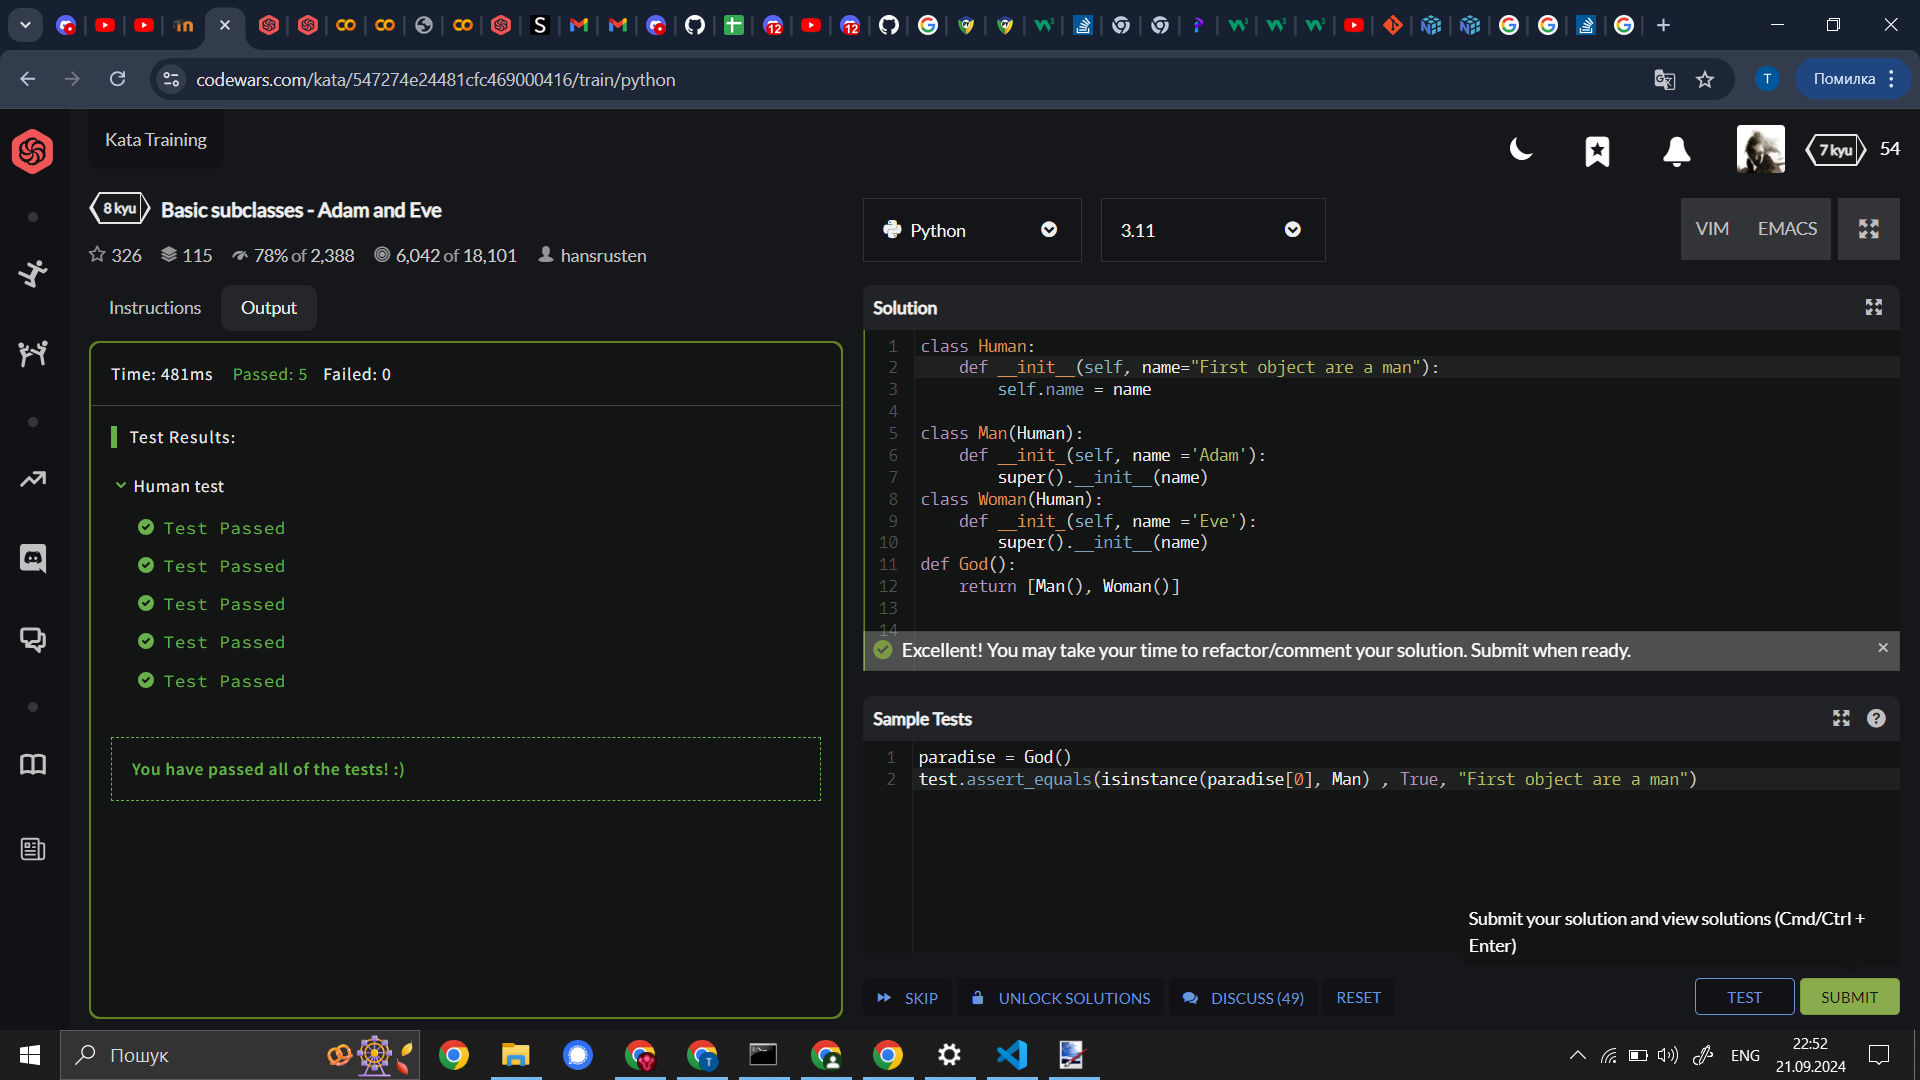 codewars.com/kata/547274e24481cfc469000416/train/python
T
Помилка
Kata Training
7 kyu
54
8 kyu
Basic subclasses - Adam and Eve
326
115
78% of 2,388
6,042 of 18,101
hansrusten
Python
3.11
VIM
EMACS
Instructions
Output
Time: 481ms
Passed: 5
Failed: 0
Test Results:
Human test
Test Passed
Test Passed
Test Passed
Test Passed
Test Passed
You have passed all of the tests! :)
Solution
1 class Human:
2     def __init__(self, name="First object are a man"):
3         self.name = name
4
5 class Man(Human):
6     def __init_(self, name ='Adam'):
7         super().__init__(name)
8 class Woman(Human):
9     def __init_(self, name ='Eve'):
10         super().__init__(name)
11 def God():
12     return [Man(), Woman()]
13
14
Excellent! You may take your time to refactor/comment your solution. Submit when ready.
Sample Tests
1 paradise = God()
2 test.assert_equals(isinstance(paradise[0], Man) , True, "First object are a man")
Submit your solution and view solutions (Cmd/Ctrl +
Enter)
SKIP
UNLOCK SOLUTIONS
DISCUSS (49)
RESET
TEST
SUBMIT
Пошук
ENG
22:52
21.09.2024